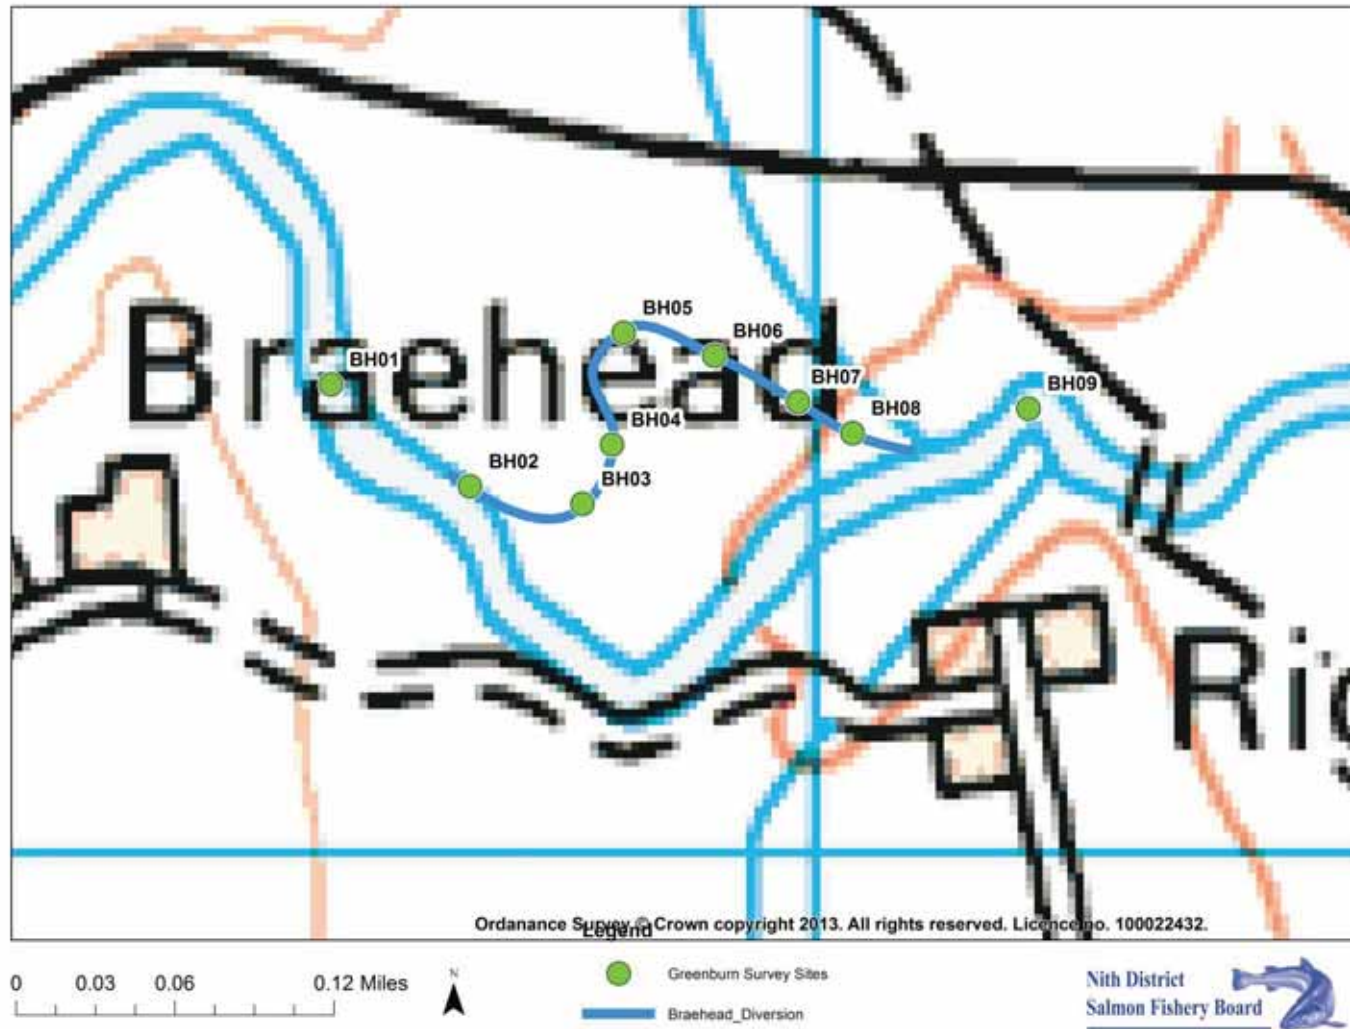 BH05
BH06
Braehead
BH01
BH07
BH09
BH04
BH08
BH02
BH03
Rig
Ordanance Survey © Crown copyright 2013. All rights reserved. Licence no. 100022432.
Legend
0 0.03 0.06 0.12 Miles
N
Greenburn Survey Sites
Braehead_Diversion
Nith District
Salmon Fishery Board